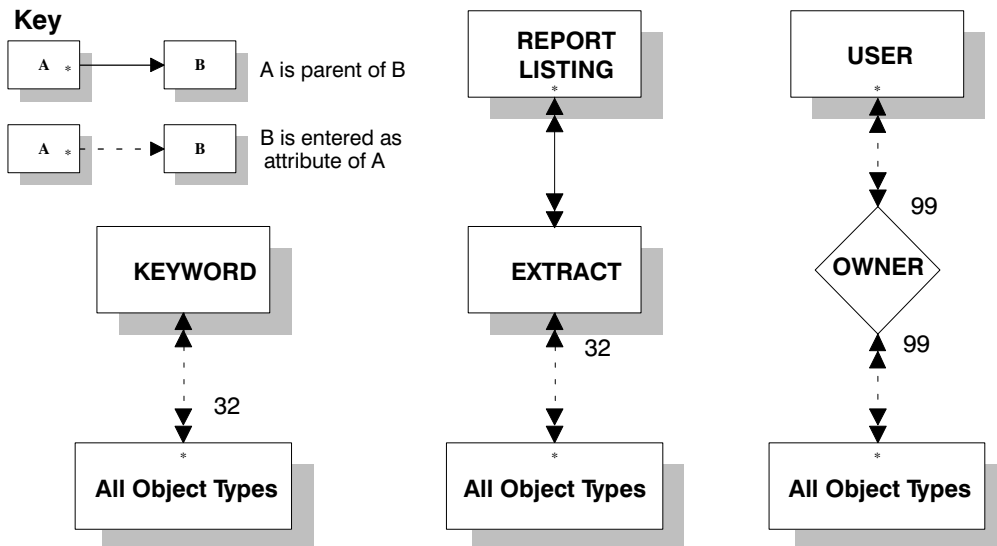 Key
A * B
A is parent of B
A * B
B is entered as
attribute of A
REPORT
LISTING
*
USER
*
99
KEYWORD
EXTRACT
OWNER
32
32
99
*
All Object Types
*
All Object Types
*
All Object Types